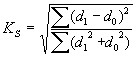 K_S = \sqrt{\frac{\sum (d_1 - d_0)^2}{\sum (d_1^2 + d_0^2)}}